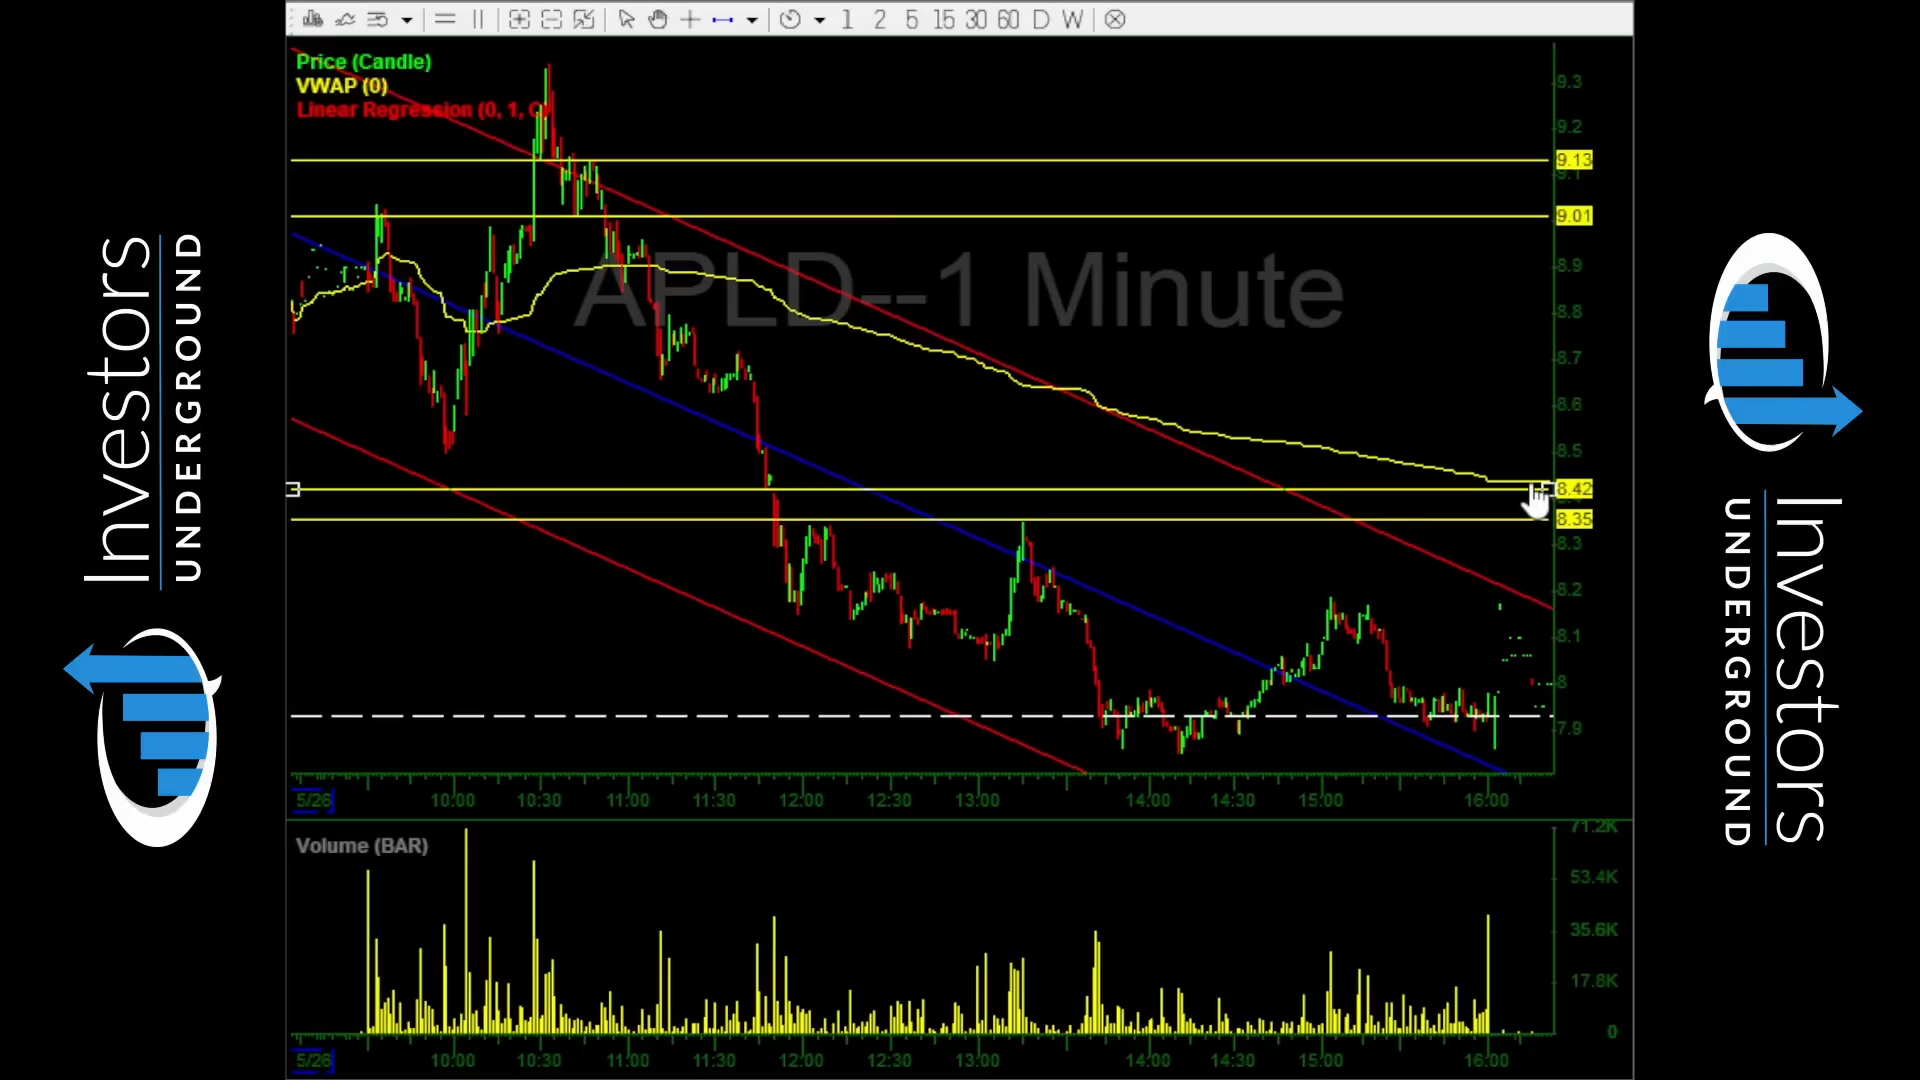 1 2 5 15 30 60 D W
Price (Candle)
VWAP (0)
Linear Regression (0, 1, C
APLD--1 Minute
9.3
9.2
9.13
9.1
9.01
8.9
8.8
8.7
8.6
8.5
8.42
8.35
8.3
8.2
8.1
8
7.9
5/26 10:00 10:30 11:00 11:30 12:00 12:30 13:00 14:00 14:30 15:00 16:00
Volume (BAR)
71.2K
53.4K
35.6K
17.8K
0
5/26 10:00 10:30 11:00 11:30 12:00 12:30 13:00 14:00 14:30 15:00 16:00
Investors
UNDERGROUND
Investors
UNDERGROUND